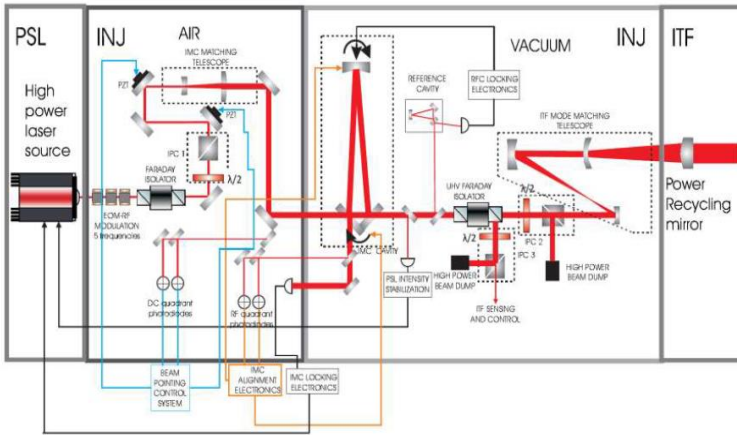 PSL
INJ
AIR
VACUUM
INJ
ITF
High
power
laser
source
IMC MATCHING
TELESCOPE
PZT
PZT
IPC 1
λ/2
FARADAY
ISOLATOR
EOM-RF
MODULATION
5 frequencies
DC quadrant
photodiodes
RF quadrant
photodiodes
BEAM
POINTING
CONTROL
SYSTEM
IMC
ALIGNMENT
ELECTRONICS
IMC LOCKING
ELECTRONICS
IMC CAVITY
REFERENCE
CAVITY
RFC LOCKING
ELECTRONICS
PSL INTENSITY
STABILIZATION
UHV FARADAY
ISOLATOR
λ/2
λ/2
IPC 2
IPC 3
HIGH POWER
BEAM DUMP
HIGH POWER
BEAM DUMP
ITF SENSING
AND CONTROL
ITF MODE MATCHING
TELESCOPE
Power
Recycling
mirror